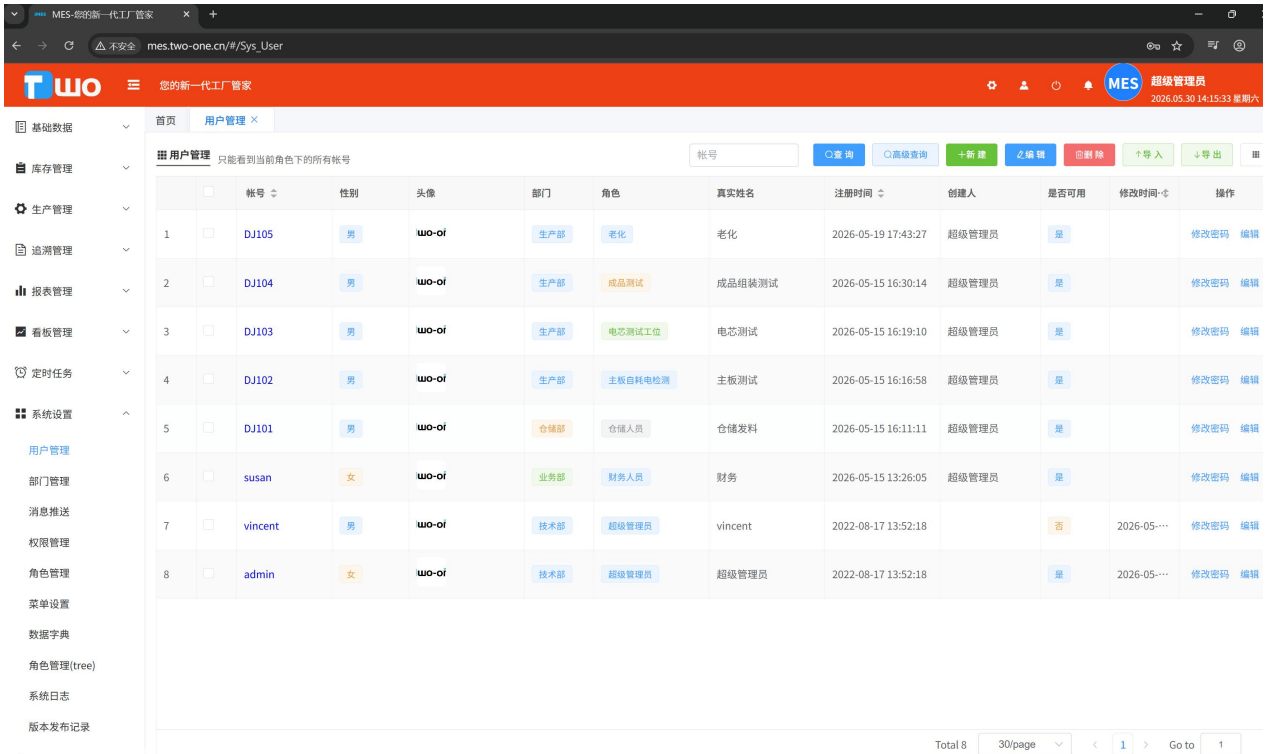 MES-您的新一代工厂管家
不安全 mes.two-one.cn/#/Sys_User
TWO 您的新一代工厂管家 MES 超级管理员
2026.05.30 14:15:33 星期六
首页 用户管理
用户管理 只能看到当前角色下的所有帐号 帐号 查询 高级查询 新建 编辑 删除 导入 导出
帐号 性别 头像 部门 角色 真实姓名 注册时间 创建人 是否可用 修改时间 操作
1 DJ105 男 wo-o 生产部 老化 老化 2026-05-19 17:43:27 超级管理员 是 修改密码 编辑
2 DJ104 男 wo-o 生产部 成品测试 成品组装测试 2026-05-15 16:30:14 超级管理员 是 修改密码 编辑
3 DJ103 男 wo-o 生产部 电芯测试工位 电芯测试 2026-05-15 16:19:10 超级管理员 是 修改密码 编辑
4 DJ102 男 wo-o 生产部 主板自耗电检测 主板测试 2026-05-15 16:16:58 超级管理员 是 修改密码 编辑
5 DJ101 男 wo-o 仓储部 仓储人员 仓储发料 2026-05-15 16:11:11 超级管理员 是 修改密码 编辑
6 susan 女 wo-o 业务部 财务人员 财务 2026-05-15 13:26:05 超级管理员 是 修改密码 编辑
7 vincent 男 wo-o 技术部 超级管理员 vincent 2022-08-17 13:52:18 否 2026-05-··· 修改密码 编辑
8 admin 女 wo-o 技术部 超级管理员 超级管理员 2022-08-17 13:52:18 是 2026-05-··· 修改密码 编辑
基础数据
库存管理
生产管理
追溯管理
报表管理
看板管理
定时任务
系统设置
用户管理
部门管理
消息推送
权限管理
角色管理
菜单设置
数据字典
角色管理(tree)
系统日志
版本发布记录
Total 8 30/page 1 Go to 1